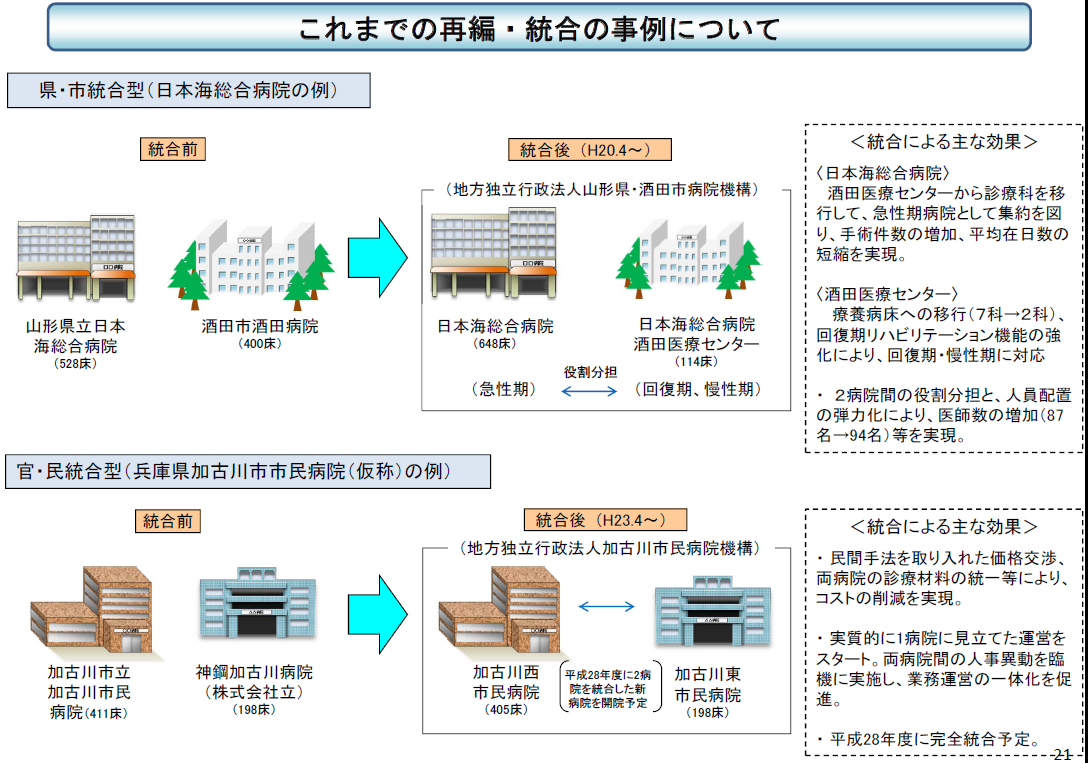 これまでの再編・統合の事例について
県・市統合型（日本海総合病院の例）
統合前
統合後（H20.4～）
（地方独立行政法人山形県・酒田市病院機構）
山形県立日本
海総合病院
（528床）
酒田市酒田病院
（400床）
日本海総合病院
（648床）
日本海総合病院
酒田医療センター
（114床）
役割分担
（急性期）
（回復期、慢性期）
＜統合による主な効果＞
〈日本海総合病院〉
酒田医療センターから診療科を移
行して、急性期病院として集約を図
り、手術件数の増加、平均在日数の
短縮を実現。
〈酒田医療センター〉
療養病床への移行（7科→2科）、
回復期リハビリテーション機能の強
化により、回復期・慢性期に対応
・ ２病院間の役割分担と、人員配置
の弾力化により、医師数の増加（87
名→94名）等を実現。
官・民統合型（兵庫県加古川市市民病院（仮称）の例）
統合前
統合後（H23.4～）
（地方独立行政法人加古川市民病院機構）
加古川市立
加古川市民
病院（411床）
神鋼加古川病院
（株式会社立）
（198床）
加古川西
市民病院
（405床）
平成28年度に2病
院を統合した新
病院を開院予定
加古川東
市民病院
（198床）
＜統合による主な効果＞
・ 民間手法を取り入れた価格交渉、
両病院の診療材料の統一等により、
コストの削減を実現。
・ 実質的に1病院に見立てた運営を
スタート。両病院間の人事異動を臨
機に実施し、業務運営の一体化を促
進。
・ 平成28年度に完全統合予定。
21